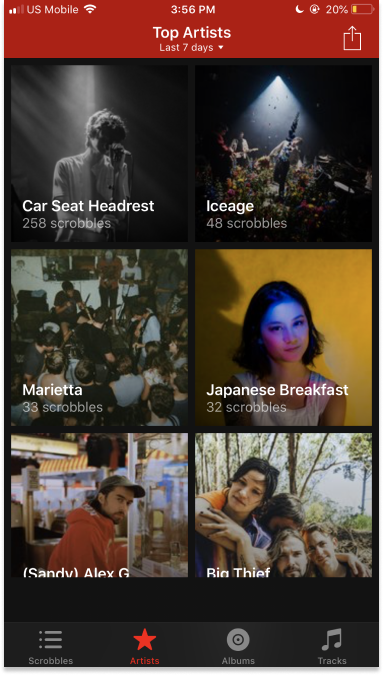 US Mobile 3:56 PM 20%
Top Artists
Last 7 days
Car Seat Headrest
258 scrobbles
Iceage
48 scrobbles
Marietta
33 scrobbles
Japanese Breakfast
32 scrobbles
(Sandy) Alex G
Big Thief
Scrobbles Artists Albums Tracks